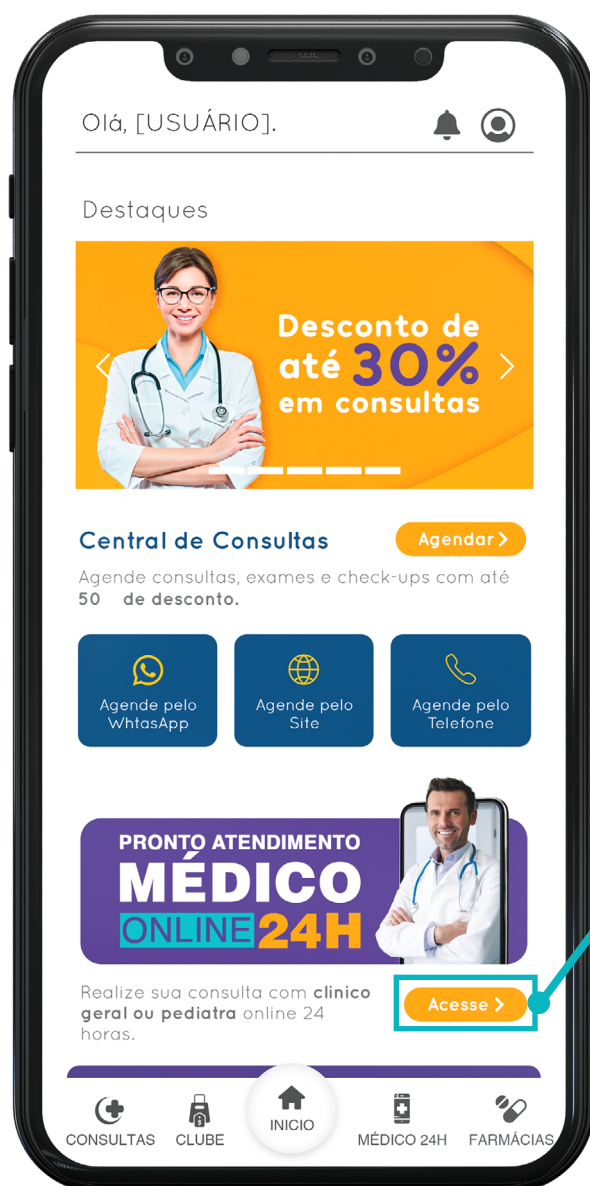 Olá, [USUÁRIO].
Destaques
Desconto de
até 30%
em consultas
Central de Consultas
Agendar
Agende consultas, exames e check-ups com até
50 de desconto.
Agende pelo
WhtasApp
Agende pelo
Site
Agende pelo
Telefone
PRONTO ATENDIMENTO
MÉDICO
ONLINE 24H
Realize sua consulta com clinico
geral ou pediatra online 24
horas.
Acesse
CONSULTAS
CLUBE
INICIO
MÉDICO 24H
FARMÁCIAS